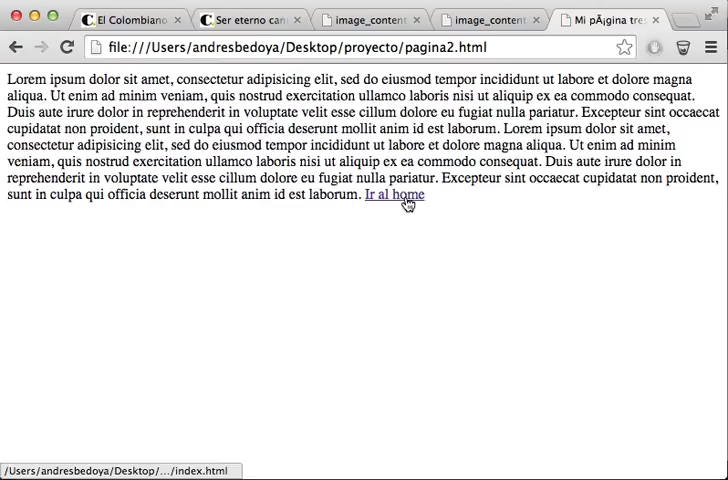 El Colombiano
Ser eterno can
image_content
image_content
Mi pÃ¡gina tres
file:///Users/andresbedoya/Desktop/proyecto/pagina2.html
Lorem ipsum dolor sit amet, consectetur adipisicing elit, sed do eiusmod tempor incididunt ut labore et dolore magna
aliqua. Ut enim ad minim veniam, quis nostrud exercitation ullamco laboris nisi ut aliquip ex ea commodo consequat.
Duis aute irure dolor in reprehenderit in voluptate velit esse cillum dolore eu fugiat nulla pariatur. Excepteur sint occaecat
cupidatat non proident, sunt in culpa qui officia deserunt mollit anim id est laborum. Lorem ipsum dolor sit amet,
consectetur adipisicing elit, sed do eiusmod tempor incididunt ut labore et dolore magna aliqua. Ut enim ad minim
veniam, quis nostrud exercitation ullamco laboris nisi ut aliquip ex ea commodo consequat. Duis aute irure dolor in
reprehenderit in voluptate velit esse cillum dolore eu fugiat nulla pariatur. Excepteur sint occaecat cupidatat non proident,
sunt in culpa qui officia deserunt mollit anim id est laborum. Ir al home
/Users/andresbedoya/Desktop/…/index.html